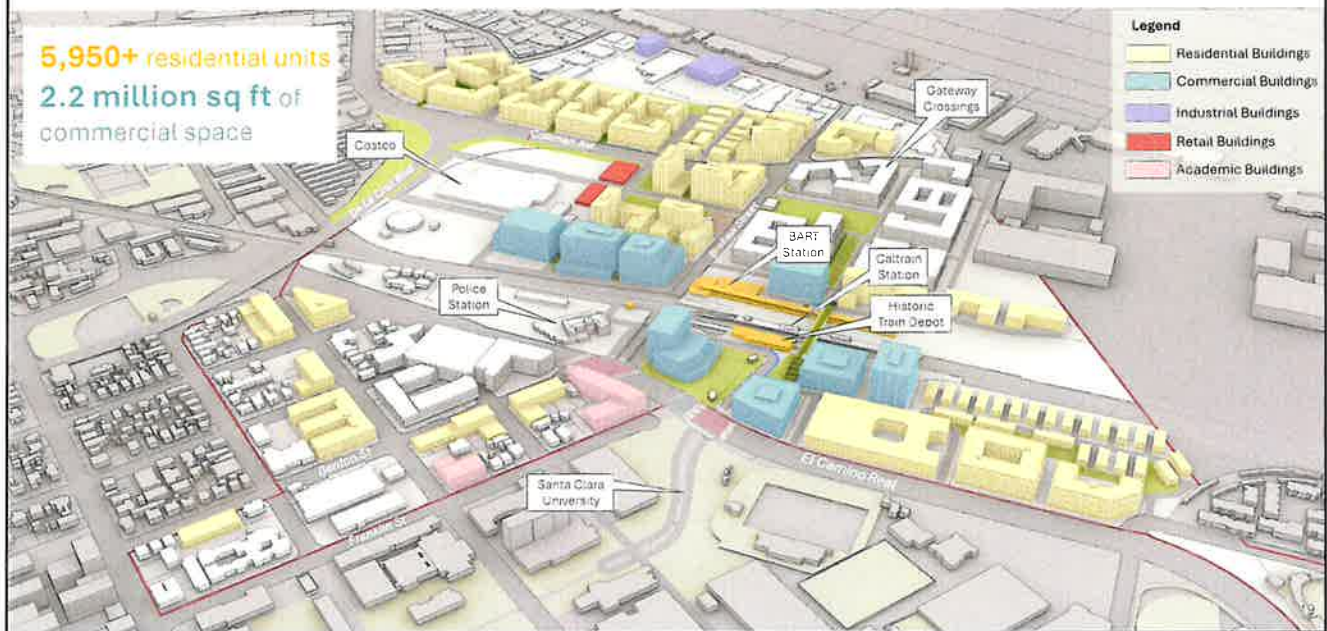 5,950+ residential units
2.2 million sq ft of
commercial space
Legend
Residential Buildings
Commercial Buildings
Industrial Buildings
Retail Buildings
Academic Buildings
Gateway
Crossings
Costco
BART
Station
Caltrain
Station
Police
Station
Historic
Train Depot
Santa Clara
University
El Camino Real
Benton St
Franklin St
19